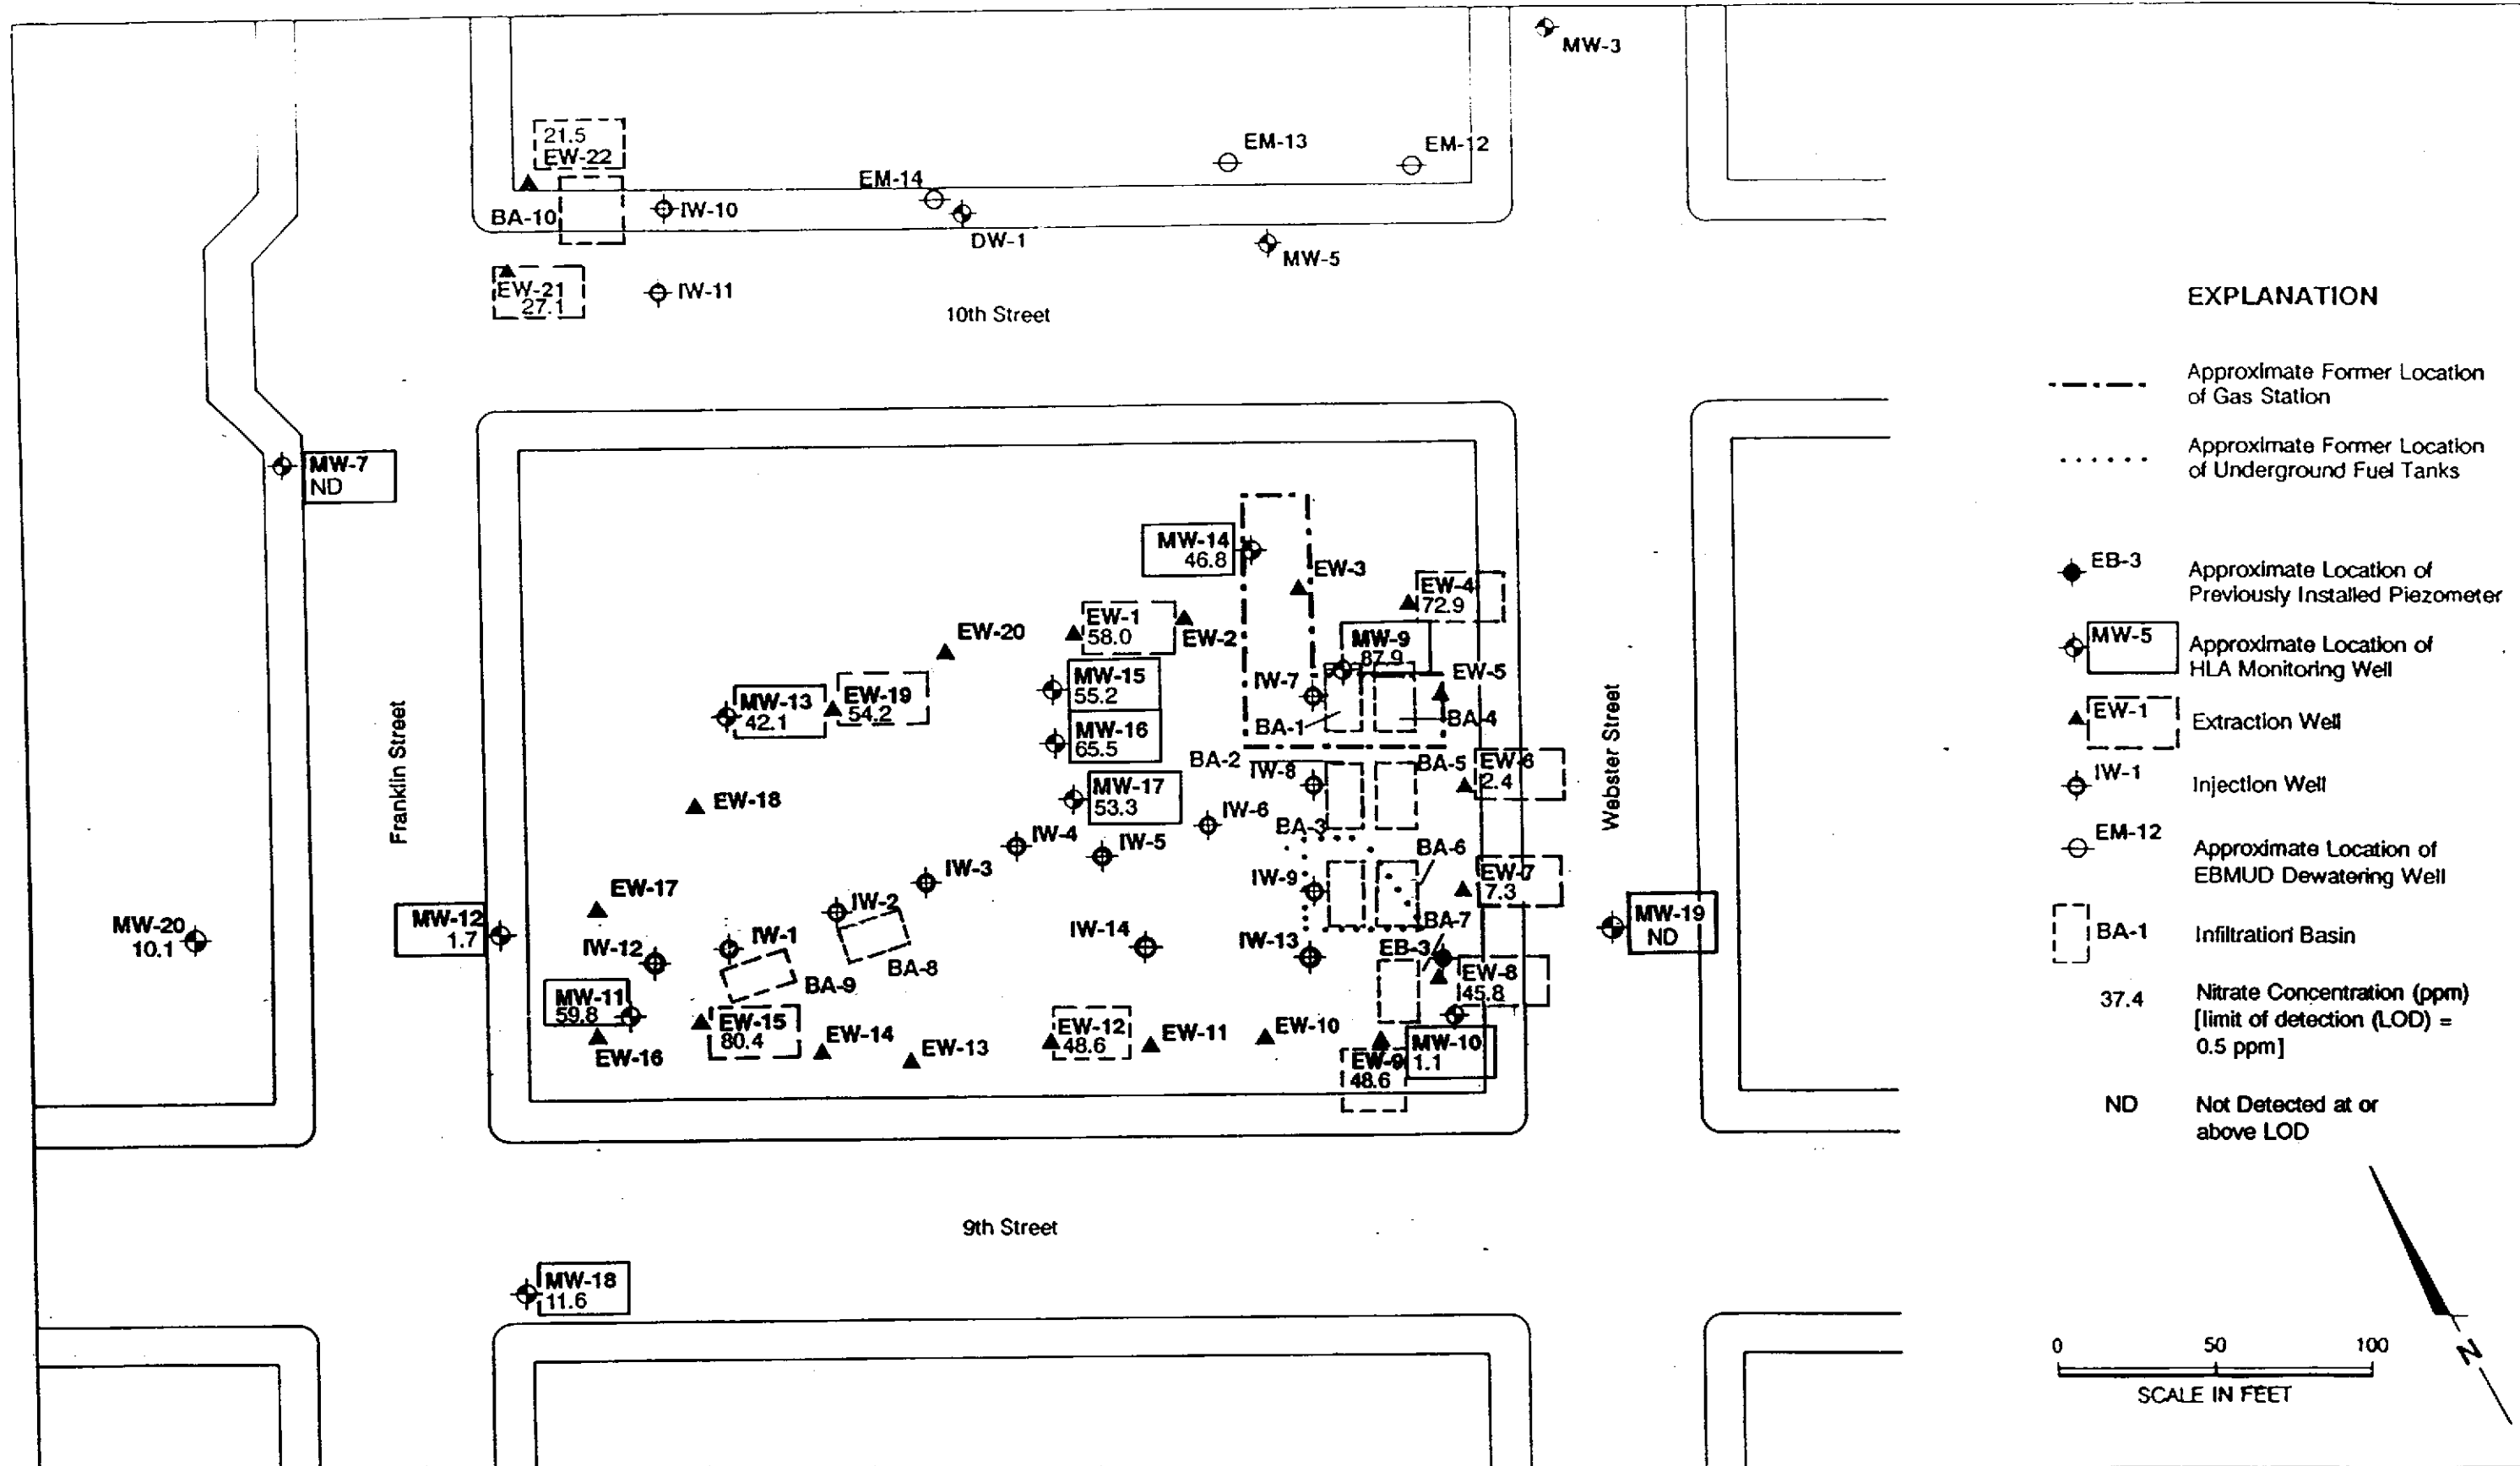 MW-3
21.5
EW-22
EM-13
EM-12
EM-14
BA-10
IW-10
DW-1
MW-5
EW-21
27.1
IW-11
10th Street
MW-7
ND
MW-14
46.8
EW-3
EW-4
72.9
EW-1
58.0
EW-2
EW-20
MW-9
87.9
MW-15
55.2
IW-7
EW-5
MW-13
42.1
EW-19
54.2
BA-1
BA-4
MW-16
65.5
BA-2
IW-8
BA-5
EW-6
2.4
MW-17
53.3
EW-18
IW-6
BA-3
IW-4
IW-5
BA-6
Franklin Street
Webster Street
IW-3
IW-9
EW-7
7.3
EW-17
IW-2
BA-7
MW-20
10.1
MW-12
1.7
IW-12
IW-1
IW-14
IW-13
EB-3
MW-19
ND
BA-8
BA-9
EW-8
45.8
MW-11
59.8
EW-16
EW-15
80.4
EW-14
EW-13
EW-12
48.6
EW-11
EW-10
EW-9
48.6
MW-10
1.1
9th Street
MW-18
11.6
EXPLANATION
Approximate Former Location
of Gas Station
Approximate Former Location
of Underground Fuel Tanks
EB-3
Approximate Location of
Previously Installed Piezometer
MW-5
Approximate Location of
HLA Monitoring Well
EW-1
Extraction Well
IW-1
Injection Well
EM-12
Approximate Location of
EBMUD Dewatering Well
BA-1
Infiltration Basin
37.4
Nitrate Concentration (ppm)
[limit of detection (LOD) =
0.5 ppm]
ND
Not Detected at or
above LOD
0 50 100
SCALE IN FEET
N